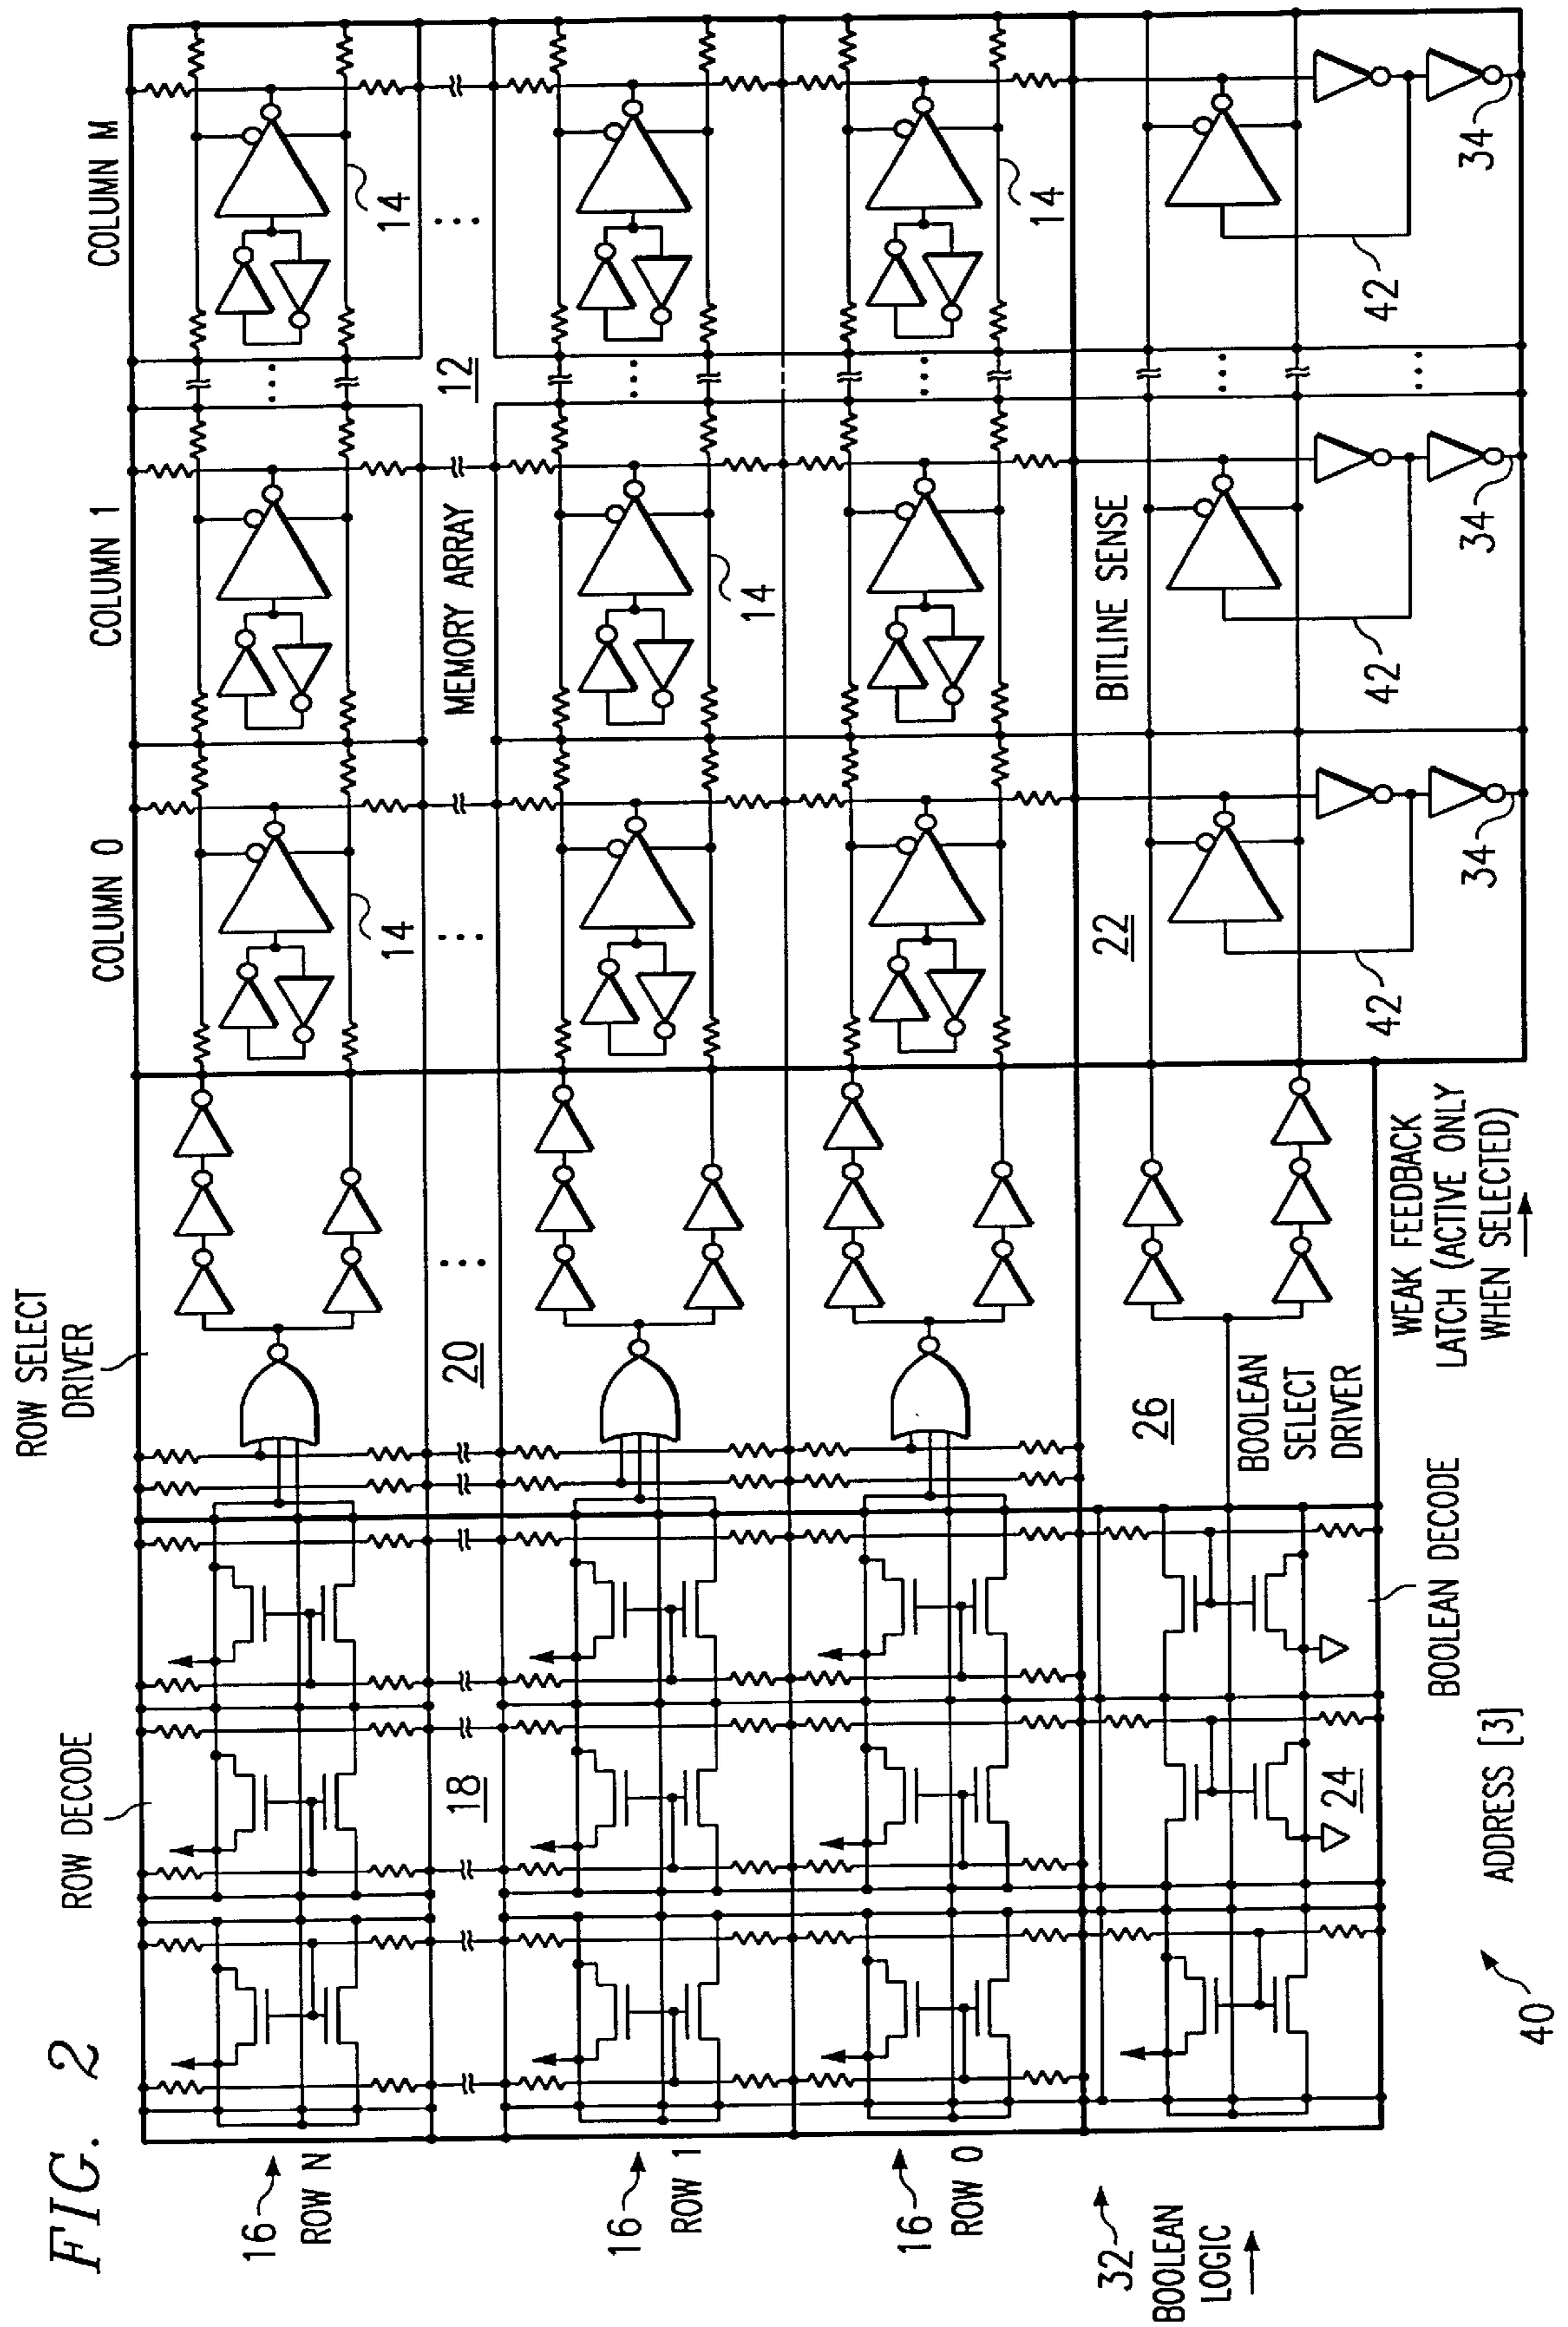 FIG. 2
ROW DECODE
ROW SELECT
DRIVER
COLUMN 0
COLUMN 1
COLUMN M
16
ROW N
14
14
18
20
...
...
MEMORY ARRAY
12
...
16
ROW 1
14
16
ROW 0
14
32
BOOLEAN
LOGIC
26
22
BITLINE SENSE
BOOLEAN
SELECT
DRIVER
24
42
42
42
BOOLEAN DECODE
WEAK FEEDBACK
LATCH (ACTIVE ONLY
WHEN SELECTED)
34
34
34
ADDRESS [3]
40